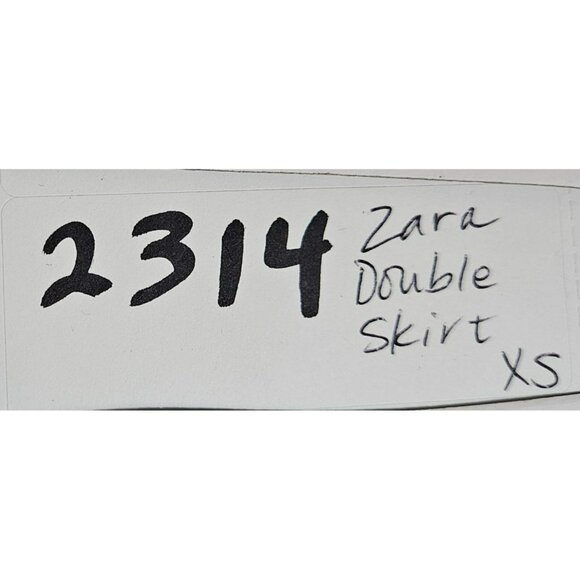 2314
Zara
Double
Skirt
XS